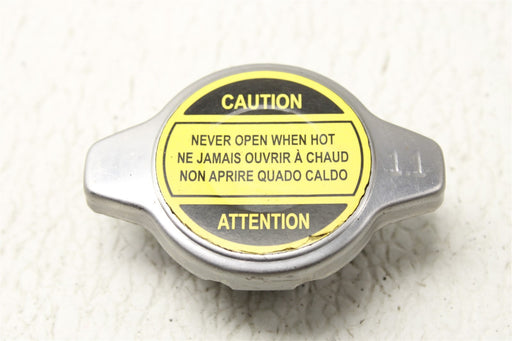 CAUTION
NEVER OPEN WHEN HOT
NE JAMAIS OUVRIR À CHAUD
NON APRIRE QUADO CALDO
ATTENTION
1.1